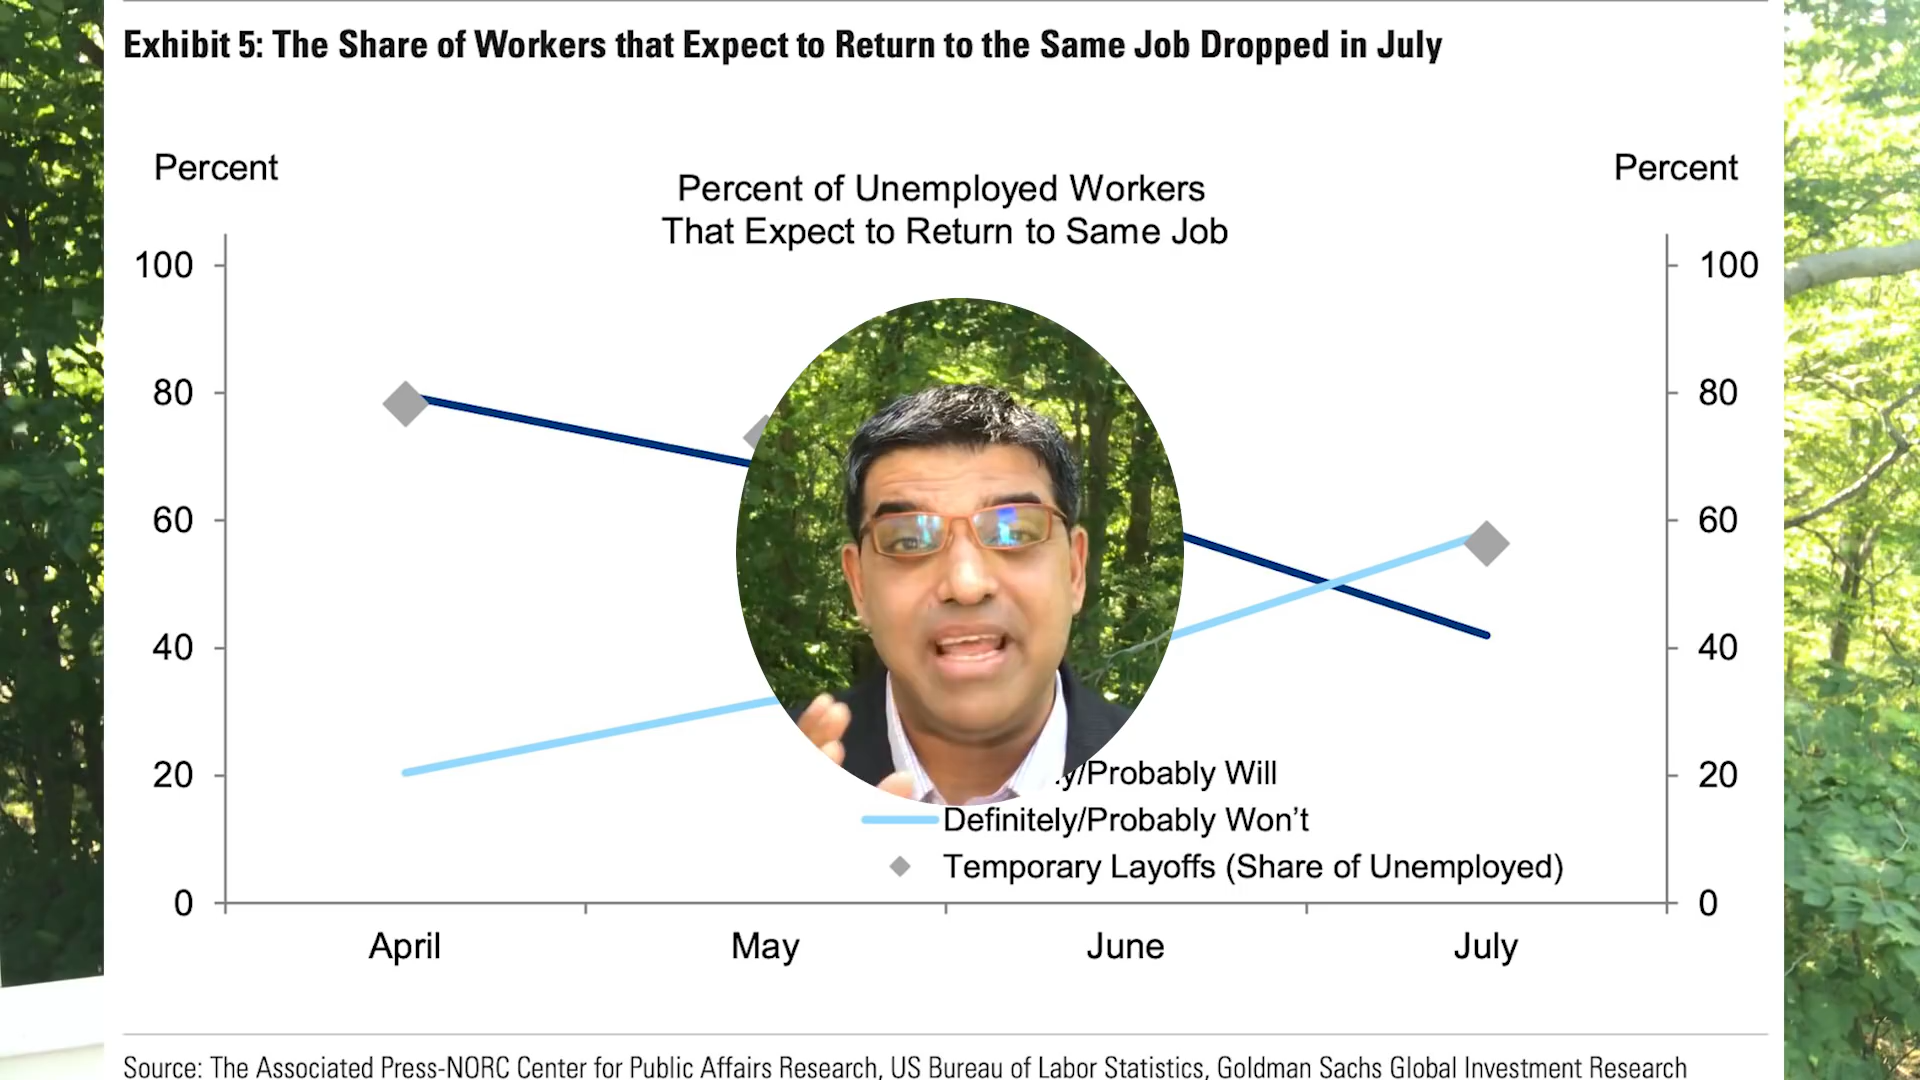 Exhibit 5: The Share of Workers that Expect to Return to the Same Job Dropped in July
Percent
Percent
Percent of Unemployed Workers
That Expect to Return to Same Job
100
80
60
40
20
0
100
80
60
40
20
0
/Probably Will
Definitely/Probably Won't
Temporary Layoffs (Share of Unemployed)
April
May
June
July
Source: The Associated Press-NORC Center for Public Affairs Research, US Bureau of Labor Statistics, Goldman Sachs Global Investment Research